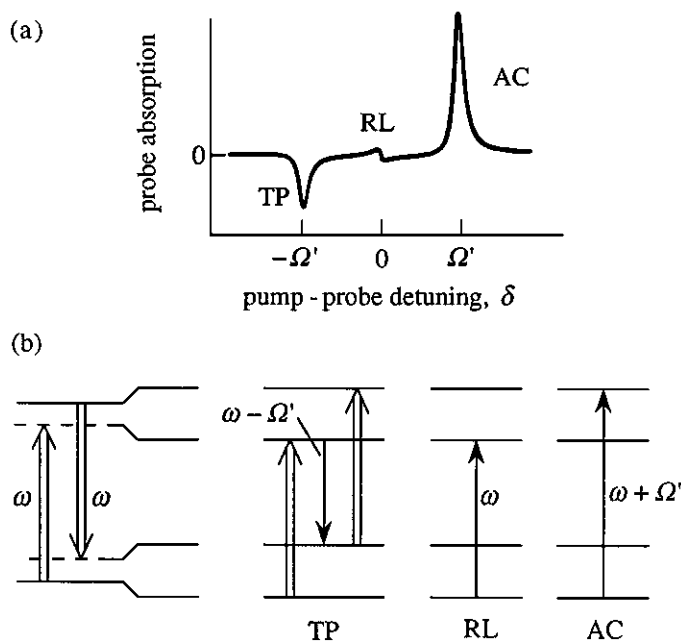 (a)
probe absorption
0
TP
RL
AC
-Ω' 0 Ω'
pump - probe detuning, δ
(b)
ω ω
ω - Ω'
ω
ω + Ω'
TP RL AC